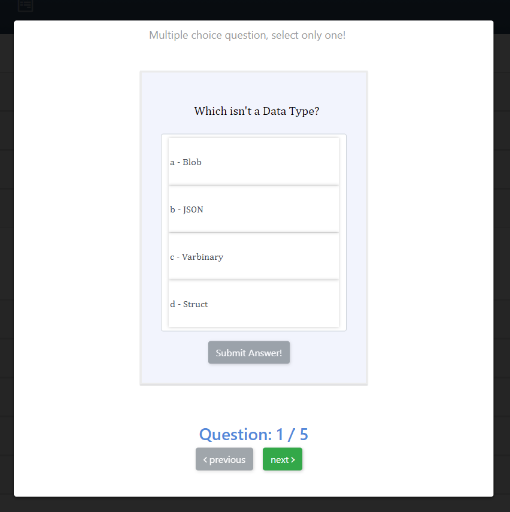 Multiple choice question, select only one!
Which isn't a Data Type?
a - Blob
b - JSON
c - Varbinary
d - Struct
Submit Answer!
Question: 1 / 5
< previous
next >